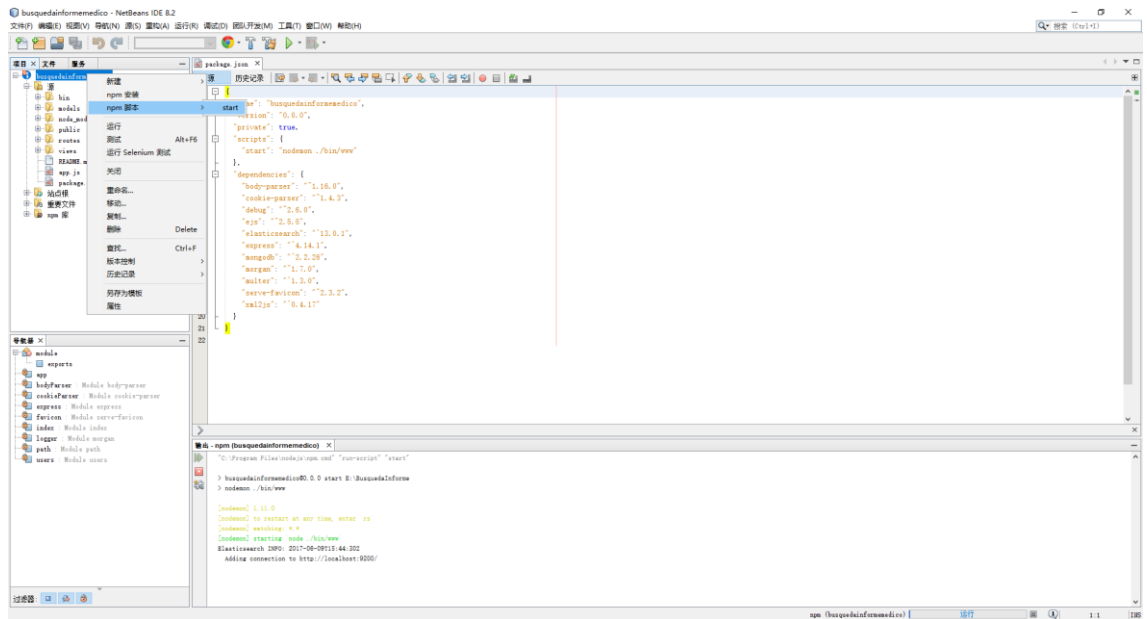 busquedainformemedico - NetBeans IDE 8.2
文件(F) 编辑(E) 视图(V) 导航(N) 源(S) 重构(A) 运行(R) 调试(D) 团队开发(M) 工具(T) 窗口(W) 帮助(H)
搜索 (Ctrl+I)
项目 × 文件 服务
busquedainform
源
bin
models
node_mod
public
routes
views
README.m
app.js
package.
站点根
重要文件
npm 库
新建
npm 安装
npm 脚本
start
运行
测试 Alt+F6
运行 Selenium 测试
关闭
重命名...
移动...
复制...
删除 Delete
查找... Ctrl+F
版本控制
历史记录
另存为模板
属性
package.json ×
源 历史记录
{
me": "busquedainformemedico",
"version": "0.0.0",
"private": true,
"scripts": {
"start": "nodemon ./bin/www"
},
"dependencies": {
"body-parser": "~1.16.0",
"cookie-parser": "~1.4.3",
"debug": "~2.6.0",
"ejs": "~2.5.5",
"elasticsearch": "^13.0.1",
"express": "~4.14.1",
"mongodb": "^2.2.28",
"morgan": "~1.7.0",
"multer": "^1.3.0",
"serve-favicon": "~2.3.2",
"xml2js": "^0.4.17"
20 }
21 }
22
导航器 ×
module
exports
app
bodyParser : Module body-parser
cookieParser : Module cookie-parser
express : Module express
favicon : Module serve-favicon
index : Module index
logger : Module morgan
path : Module path
users : Module users
过滤器:
输出 - npm (busquedainformemedico) ×
"C:\Program Files\nodejs\npm.cmd" "run-script" "start"
> busquedainformemedico@0.0.0 start E:\BusquedaInforme
> nodemon ./bin/www
[nodemon] 1.11.0
[nodemon] to restart at any time, enter `rs`
[nodemon] watching: *.*
[nodemon] starting `node ./bin/www`
Elasticsearch INFO: 2017-06-09T15:44:30Z
Adding connection to http://localhost:9200/
npm (busquedainformemedico) 运行 1:1 INS